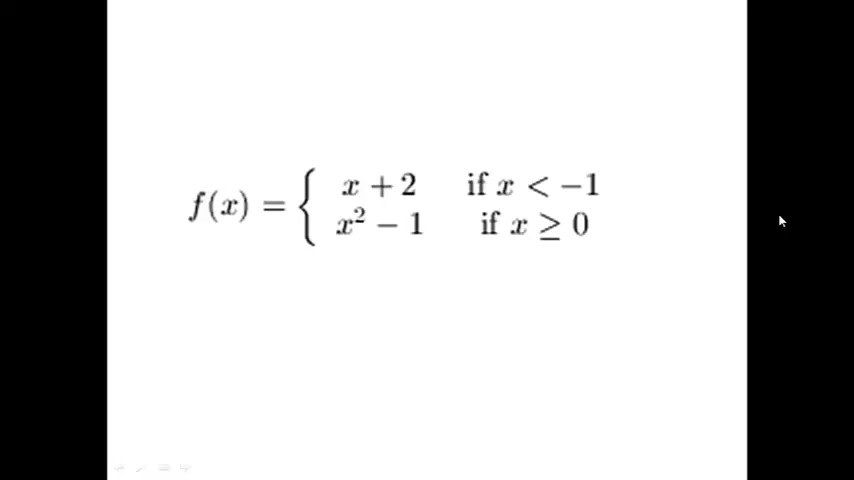 f(x) = { x + 2 if x < −1
x² − 1 if x ≥ 0